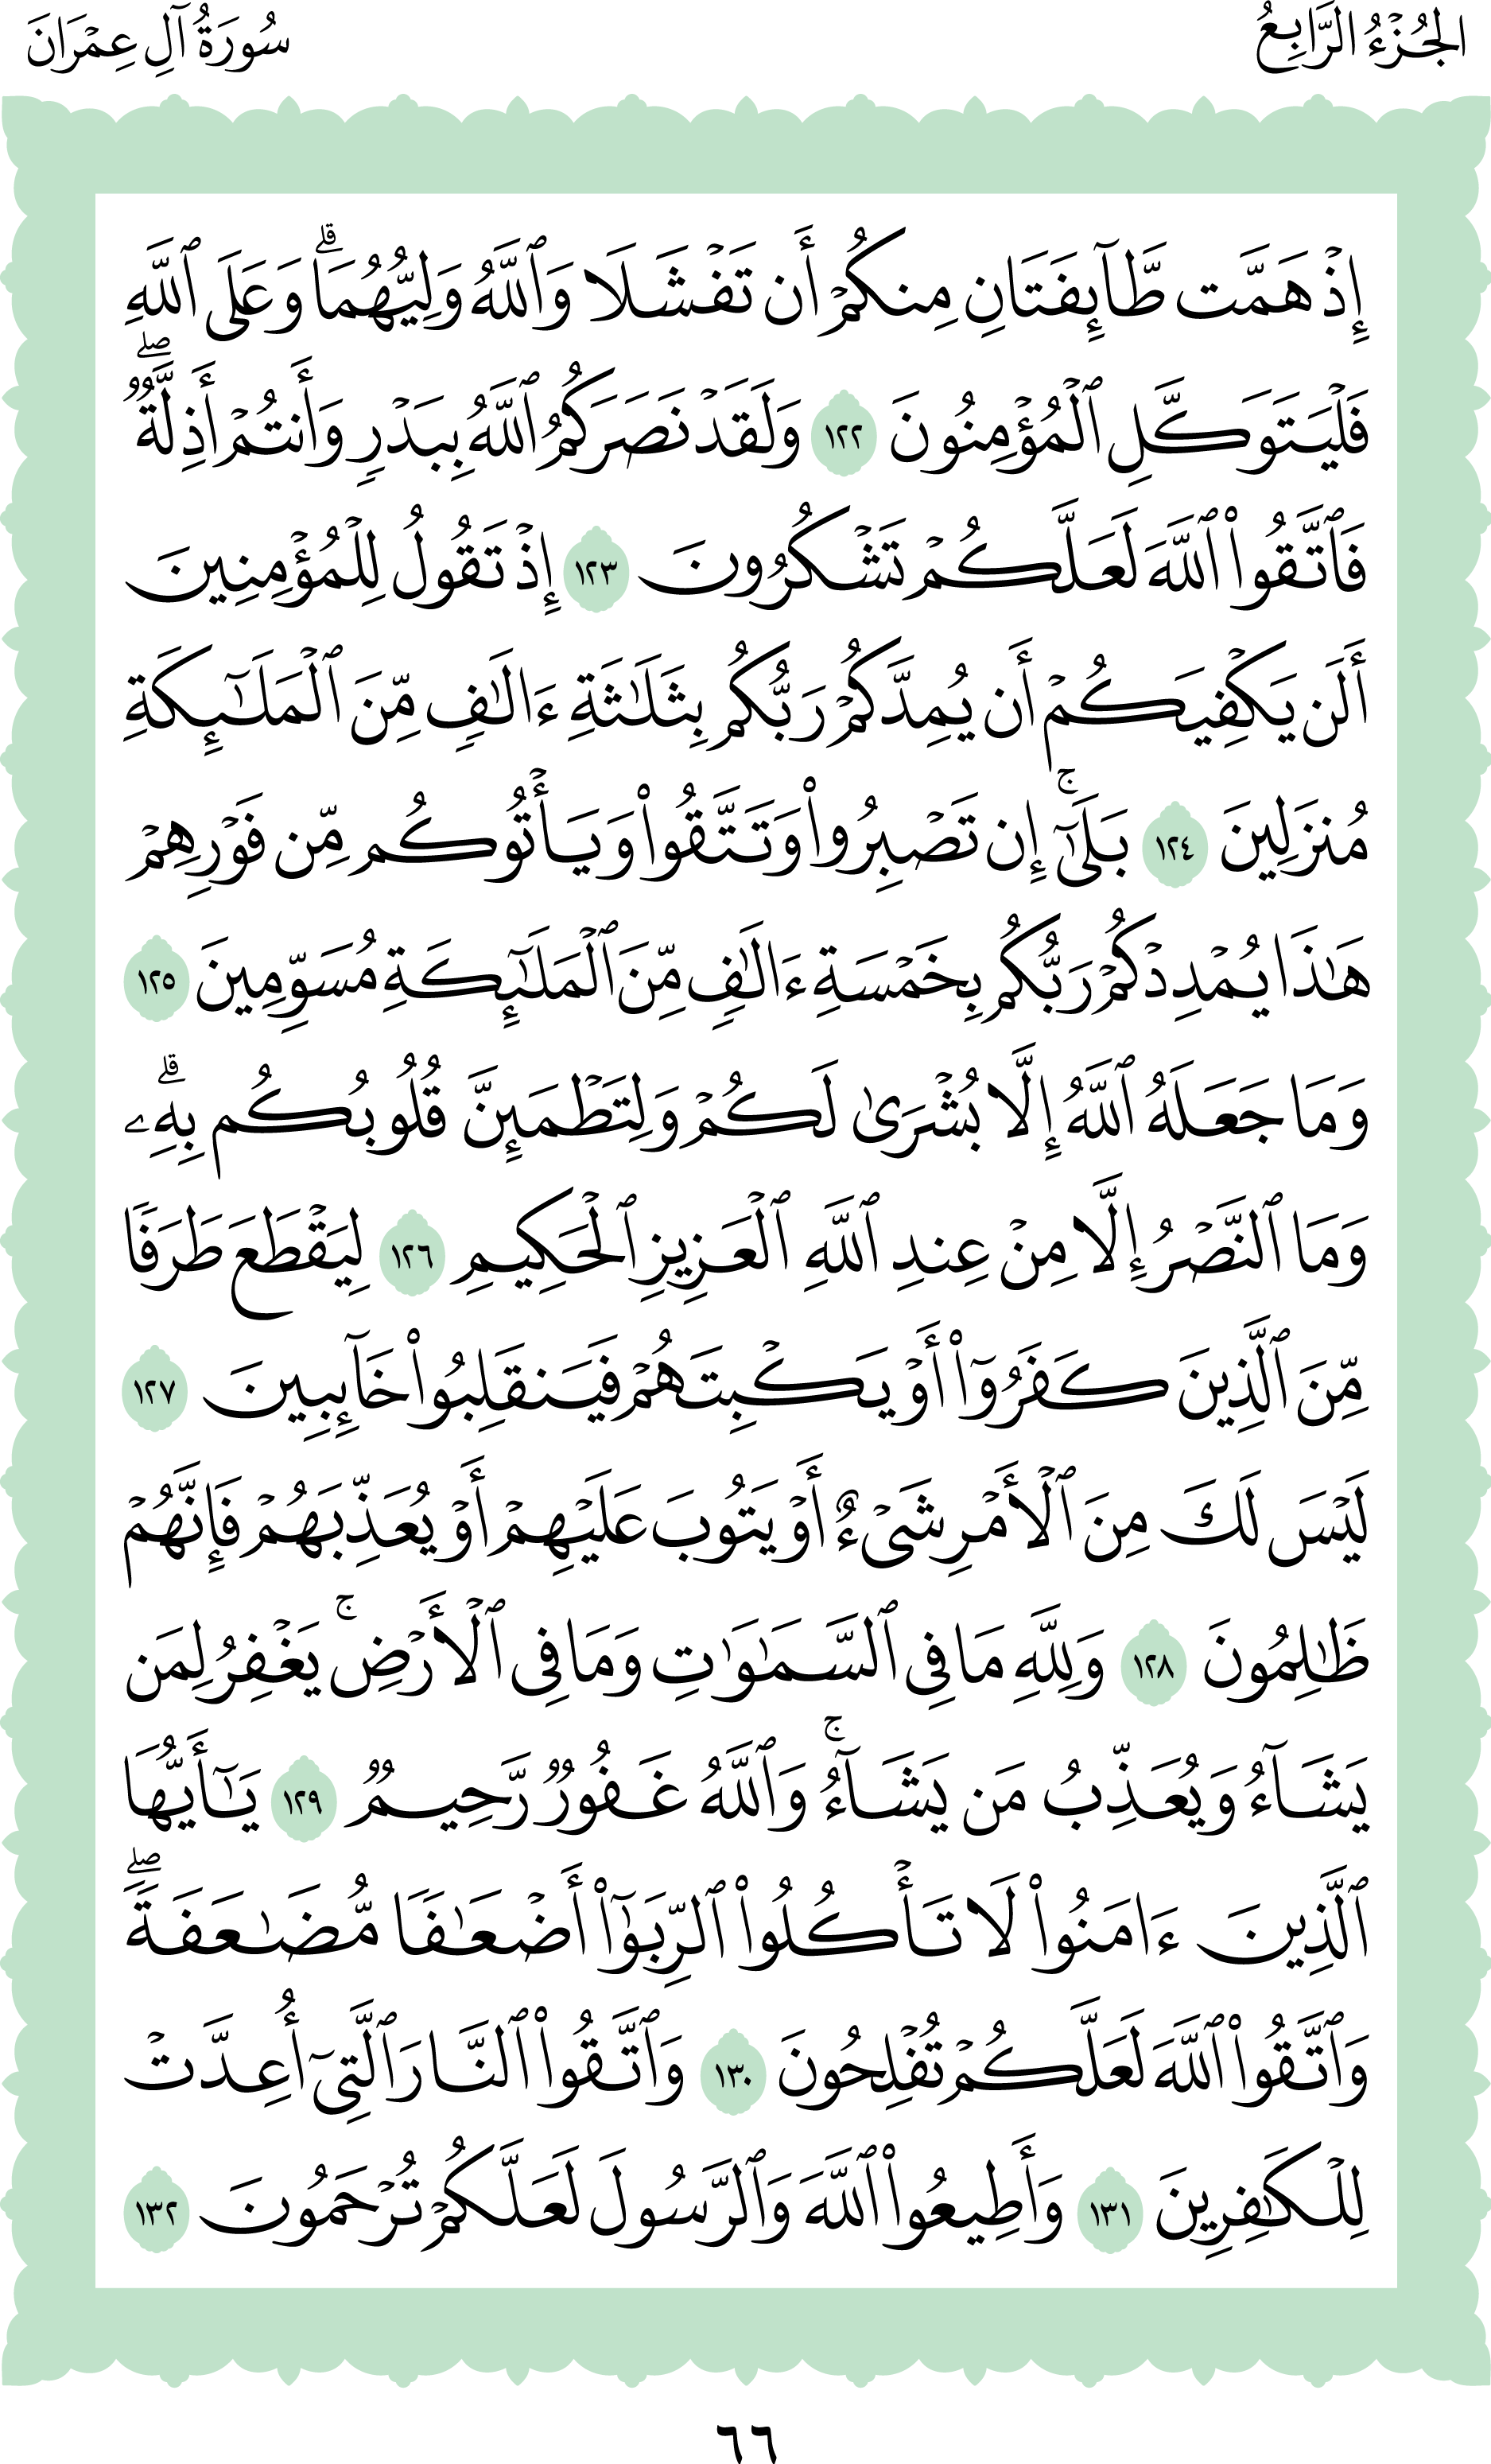 الجُزْءُ الرَّابِعُ
سُورَةُ آلِ عِمْرَانَ
إِذْ هَمَّت طَّآئِفَتَانِ مِنكُمْ أَن تَفْشَلَا وَٱللَّهُ وَلِيُّهُمَاۗ وَعَلَى ٱللَّهِ
فَلْيَتَوَكَّلِ ٱلْمُؤْمِنُونَ ١٢٢ وَلَقَدْ نَصَرَكُمُ ٱللَّهُ بِبَدْرٍ وَأَنتُمْ أَذِلَّةٌۖ
فَٱتَّقُوا۟ ٱللَّهَ لَعَلَّكُمْ تَشْكُرُونَ ١٢٣ إِذْ تَقُولُ لِلْمُؤْمِنِينَ
أَلَن يَكْفِيَكُمْ أَن يُمِدَّكُمْ رَبُّكُم بِثَلَٰثَةِ ءَالَٰفٍ مِّنَ ٱلْمَلَٰٓئِكَةِ
مُنزَلِينَ ١٢٤ بَلَىٰٓۚ إِن تَصْبِرُوا۟ وَتَتَّقُوا۟ وَيَأْتُوكُم مِّن فَوْرِهِمْ
هَٰذَا يُمْدِدْكُمْ رَبُّكُم بِخَمْسَةِ ءَالَٰفٍ مِّنَ ٱلْمَلَٰٓئِكَةِ مُسَوِّمِينَ ١٢٥
وَمَا جَعَلَهُ ٱللَّهُ إِلَّا بُشْرَىٰ لَكُمْ وَلِتَطْمَئِنَّ قُلُوبُكُم بِهِۦۗ
وَمَا ٱلنَّصْرُ إِلَّا مِنْ عِندِ ٱللَّهِ ٱلْعَزِيزِ ٱلْحَكِيمِ ١٢٦ لِيَقْطَعَ طَرَفًا
مِّنَ ٱلَّذِينَ كَفَرُوٓا۟ أَوْ يَكْبِتَهُمْ فَيَنقَلِبُوا۟ خَآئِبِينَ ١٢٧
لَيْسَ لَكَ مِنَ ٱلْأَمْرِ شَىْءٌ أَوْ يَتُوبَ عَلَيْهِمْ أَوْ يُعَذِّبَهُمْ فَإِنَّهُمْ
ظَٰلِمُونَ ١٢٨ وَلِلَّهِ مَا فِى ٱلسَّمَٰوَٰتِ وَمَا فِى ٱلْأَرْضِۚ يَغْفِرُ لِمَن
يَشَآءُ وَيُعَذِّبُ مَن يَشَآءُۚ وَٱللَّهُ غَفُورٌ رَّحِيمٌ ١٢٩ يَٰٓأَيُّهَا
ٱلَّذِينَ ءَامَنُوا۟ لَا تَأْكُلُوا۟ ٱلرِّبَوٰٓا۟ أَضْعَٰفًا مُّضَٰعَفَةًۖ
وَٱتَّقُوا۟ ٱللَّهَ لَعَلَّكُمْ تُفْلِحُونَ ١٣٠ وَٱتَّقُوا۟ ٱلنَّارَ ٱلَّتِىٓ أُعِدَّتْ
لِلْكَٰفِرِينَ ١٣١ وَأَطِيعُوا۟ ٱللَّهَ وَٱلرَّسُولَ لَعَلَّكُمْ تُرْحَمُونَ ١٣٢
٦٦